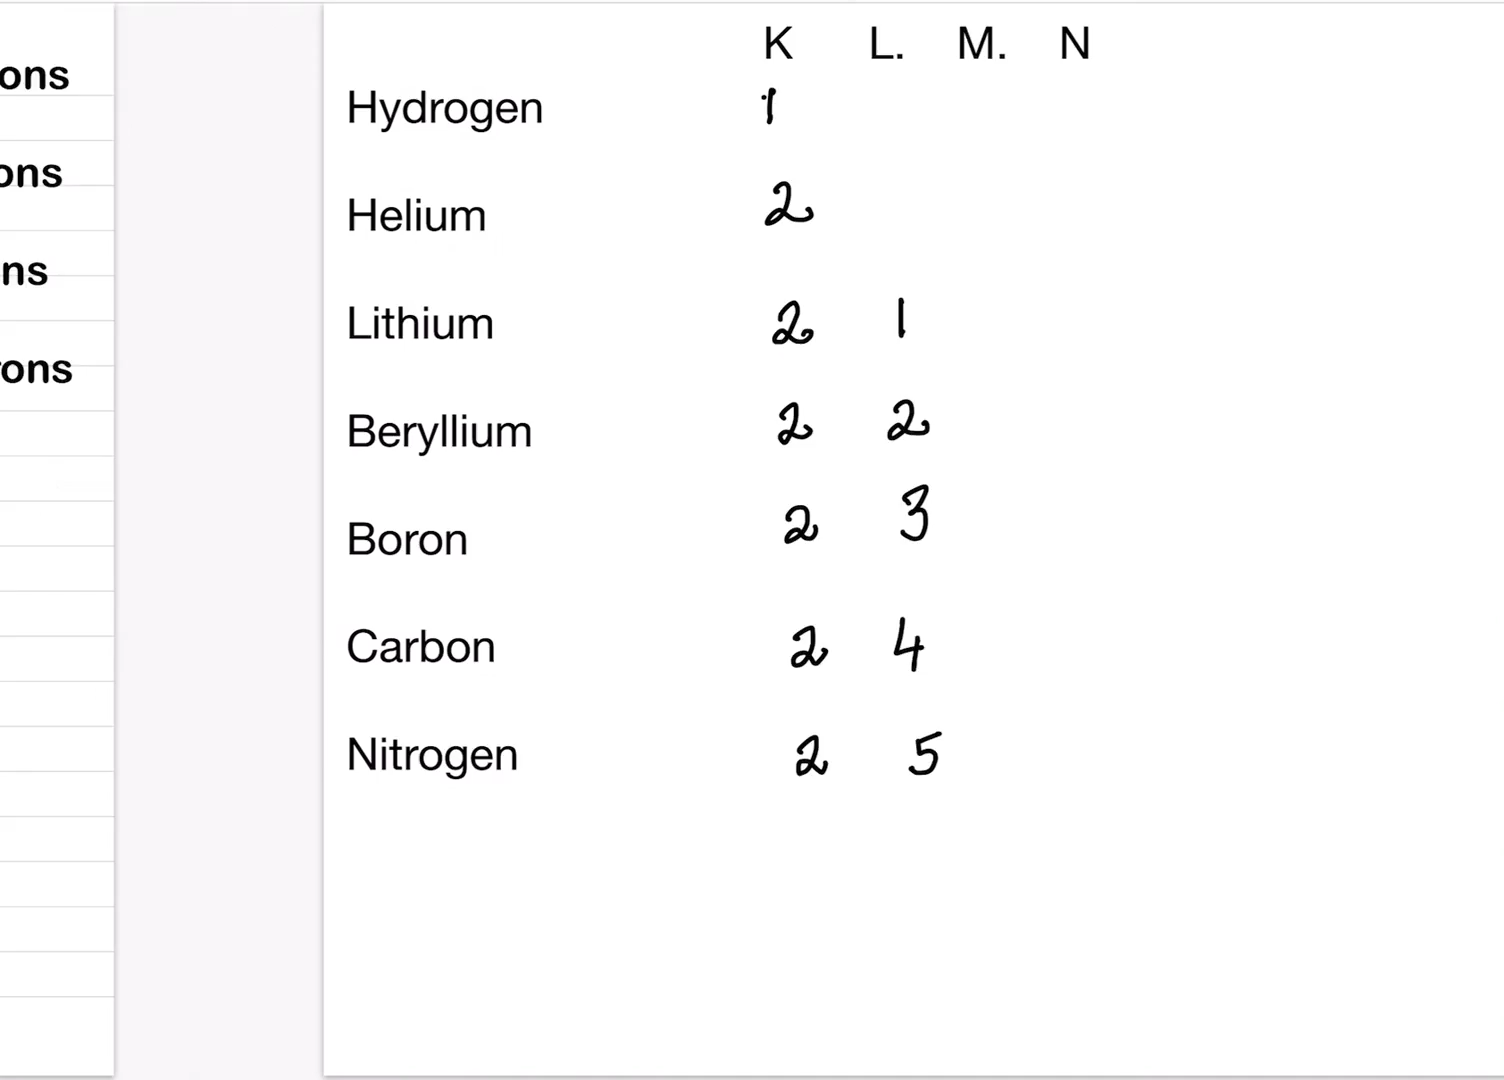 ons
ons
ns
rons
K L. M. N
Hydrogen 1
Helium 2
Lithium 2 1
Beryllium 2 2
Boron 2 3
Carbon 2 4
Nitrogen 2 5